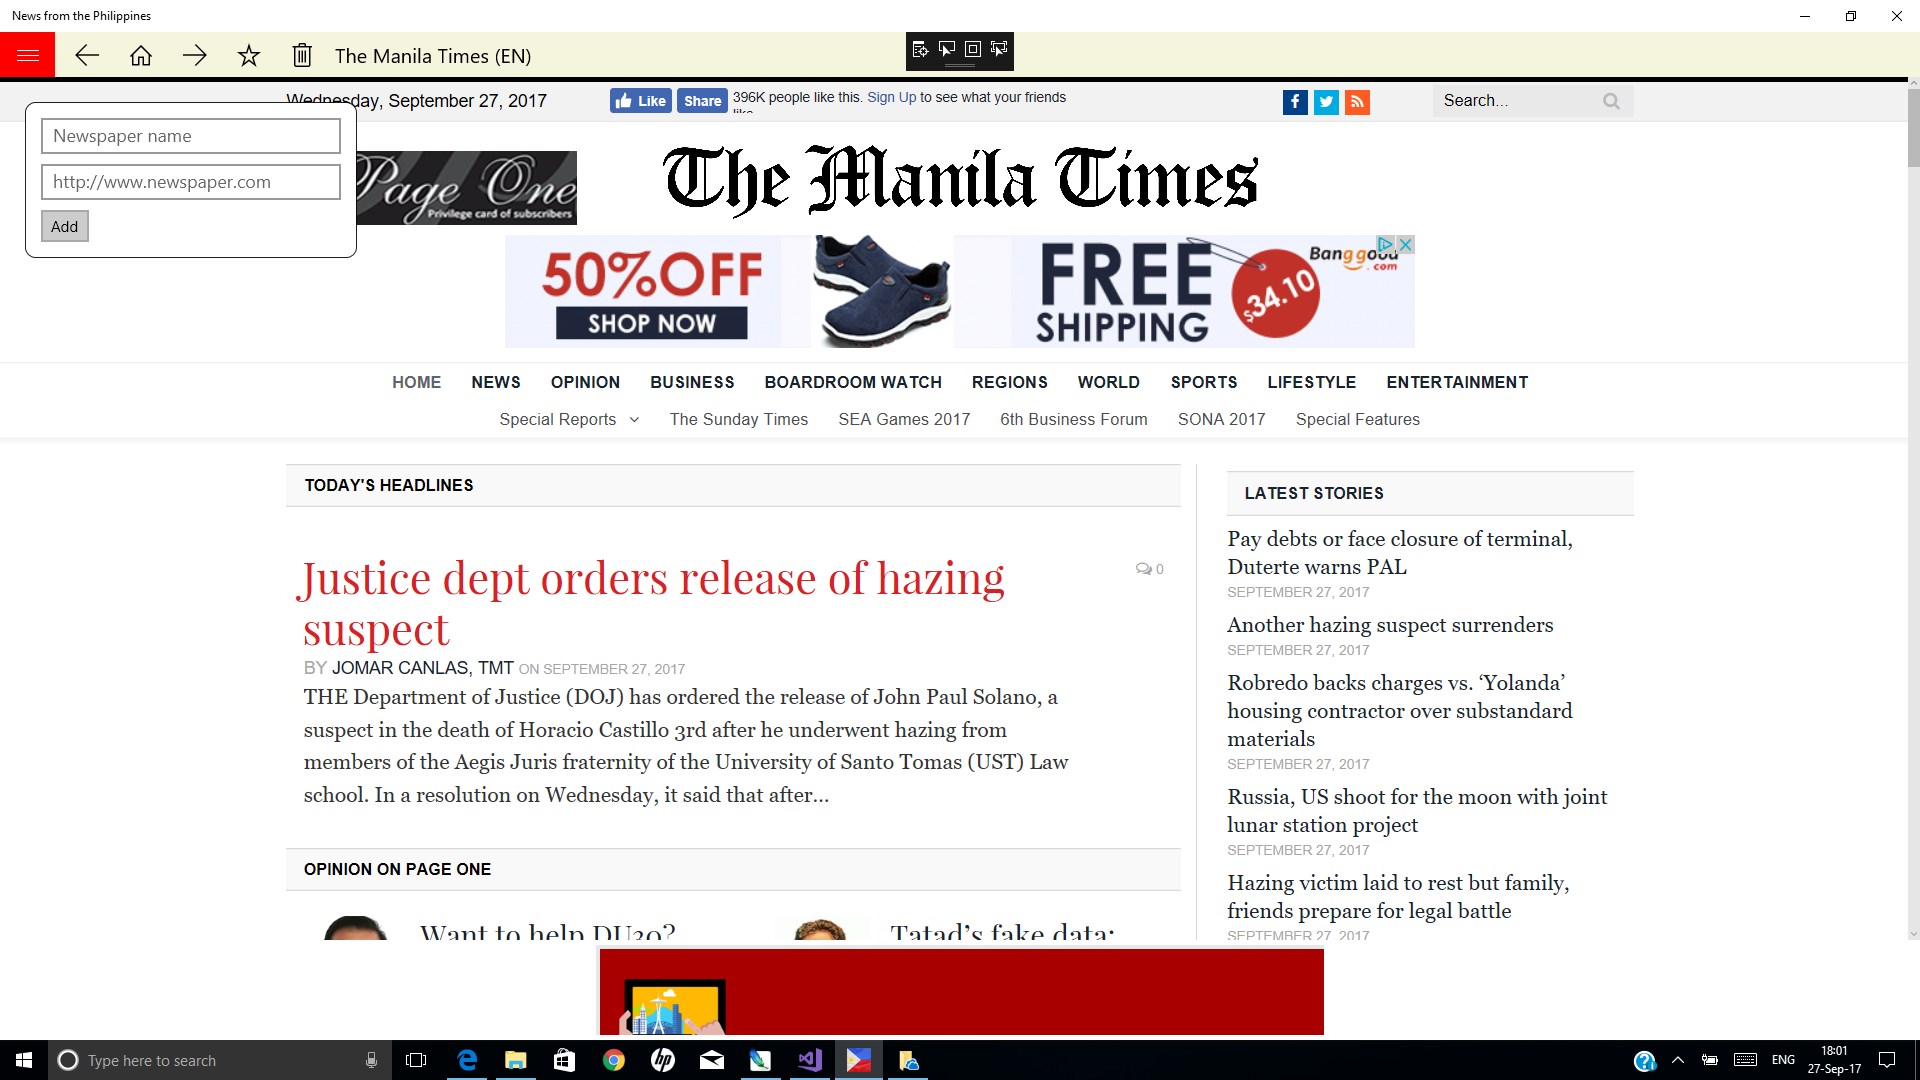 News from the Philippines
The Manila Times (EN)
Wednesday, September 27, 2017
Like
Share
396K people like this. Sign Up to see what your friends
like.
Search...
Newspaper name
http://www.newspaper.com
Add
Page One
Privilege card of subscribers
The Manila Times
50%OFF
SHOP NOW
FREE
SHIPPING
$34.10
Banggood
.com
HOME NEWS OPINION BUSINESS BOARDROOM WATCH REGIONS WORLD SPORTS LIFESTYLE ENTERTAINMENT
Special Reports The Sunday Times SEA Games 2017 6th Business Forum SONA 2017 Special Features
TODAY'S HEADLINES
Justice dept orders release of hazing
suspect
0
BY JOMAR CANLAS, TMT ON SEPTEMBER 27, 2017
THE Department of Justice (DOJ) has ordered the release of John Paul Solano, a
suspect in the death of Horacio Castillo 3rd after he underwent hazing from
members of the Aegis Juris fraternity of the University of Santo Tomas (UST) Law
school. In a resolution on Wednesday, it said that after...
OPINION ON PAGE ONE
Want to help DU30?
Tatad's fake data:
LATEST STORIES
Pay debts or face closure of terminal,
Duterte warns PAL
SEPTEMBER 27, 2017
Another hazing suspect surrenders
SEPTEMBER 27, 2017
Robredo backs charges vs. ‘Yolanda’
housing contractor over substandard
materials
SEPTEMBER 27, 2017
Russia, US shoot for the moon with joint
lunar station project
SEPTEMBER 27, 2017
Hazing victim laid to rest but family,
friends prepare for legal battle
SEPTEMBER 27, 2017
Type here to search
hp
ENG
18:01
27-Sep-17